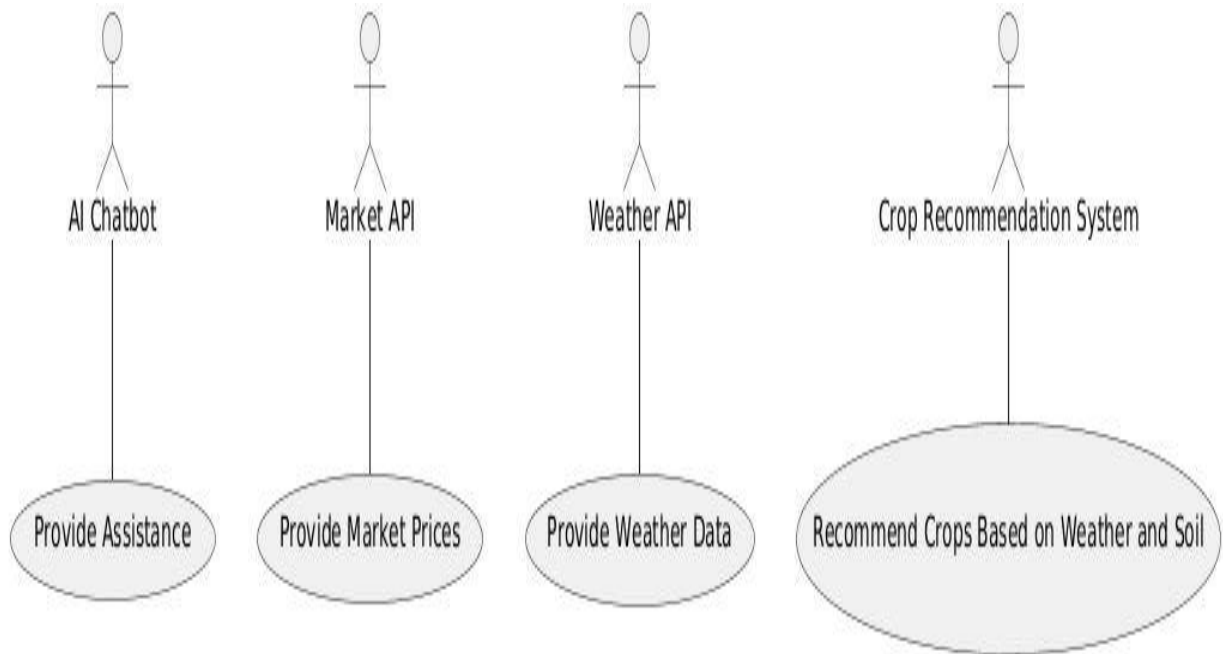 AI Chatbot
Market API
Weather API
Crop Recommendation System
Provide Assistance
Provide Market Prices
Provide Weather Data
Recommend Crops Based on Weather and Soil